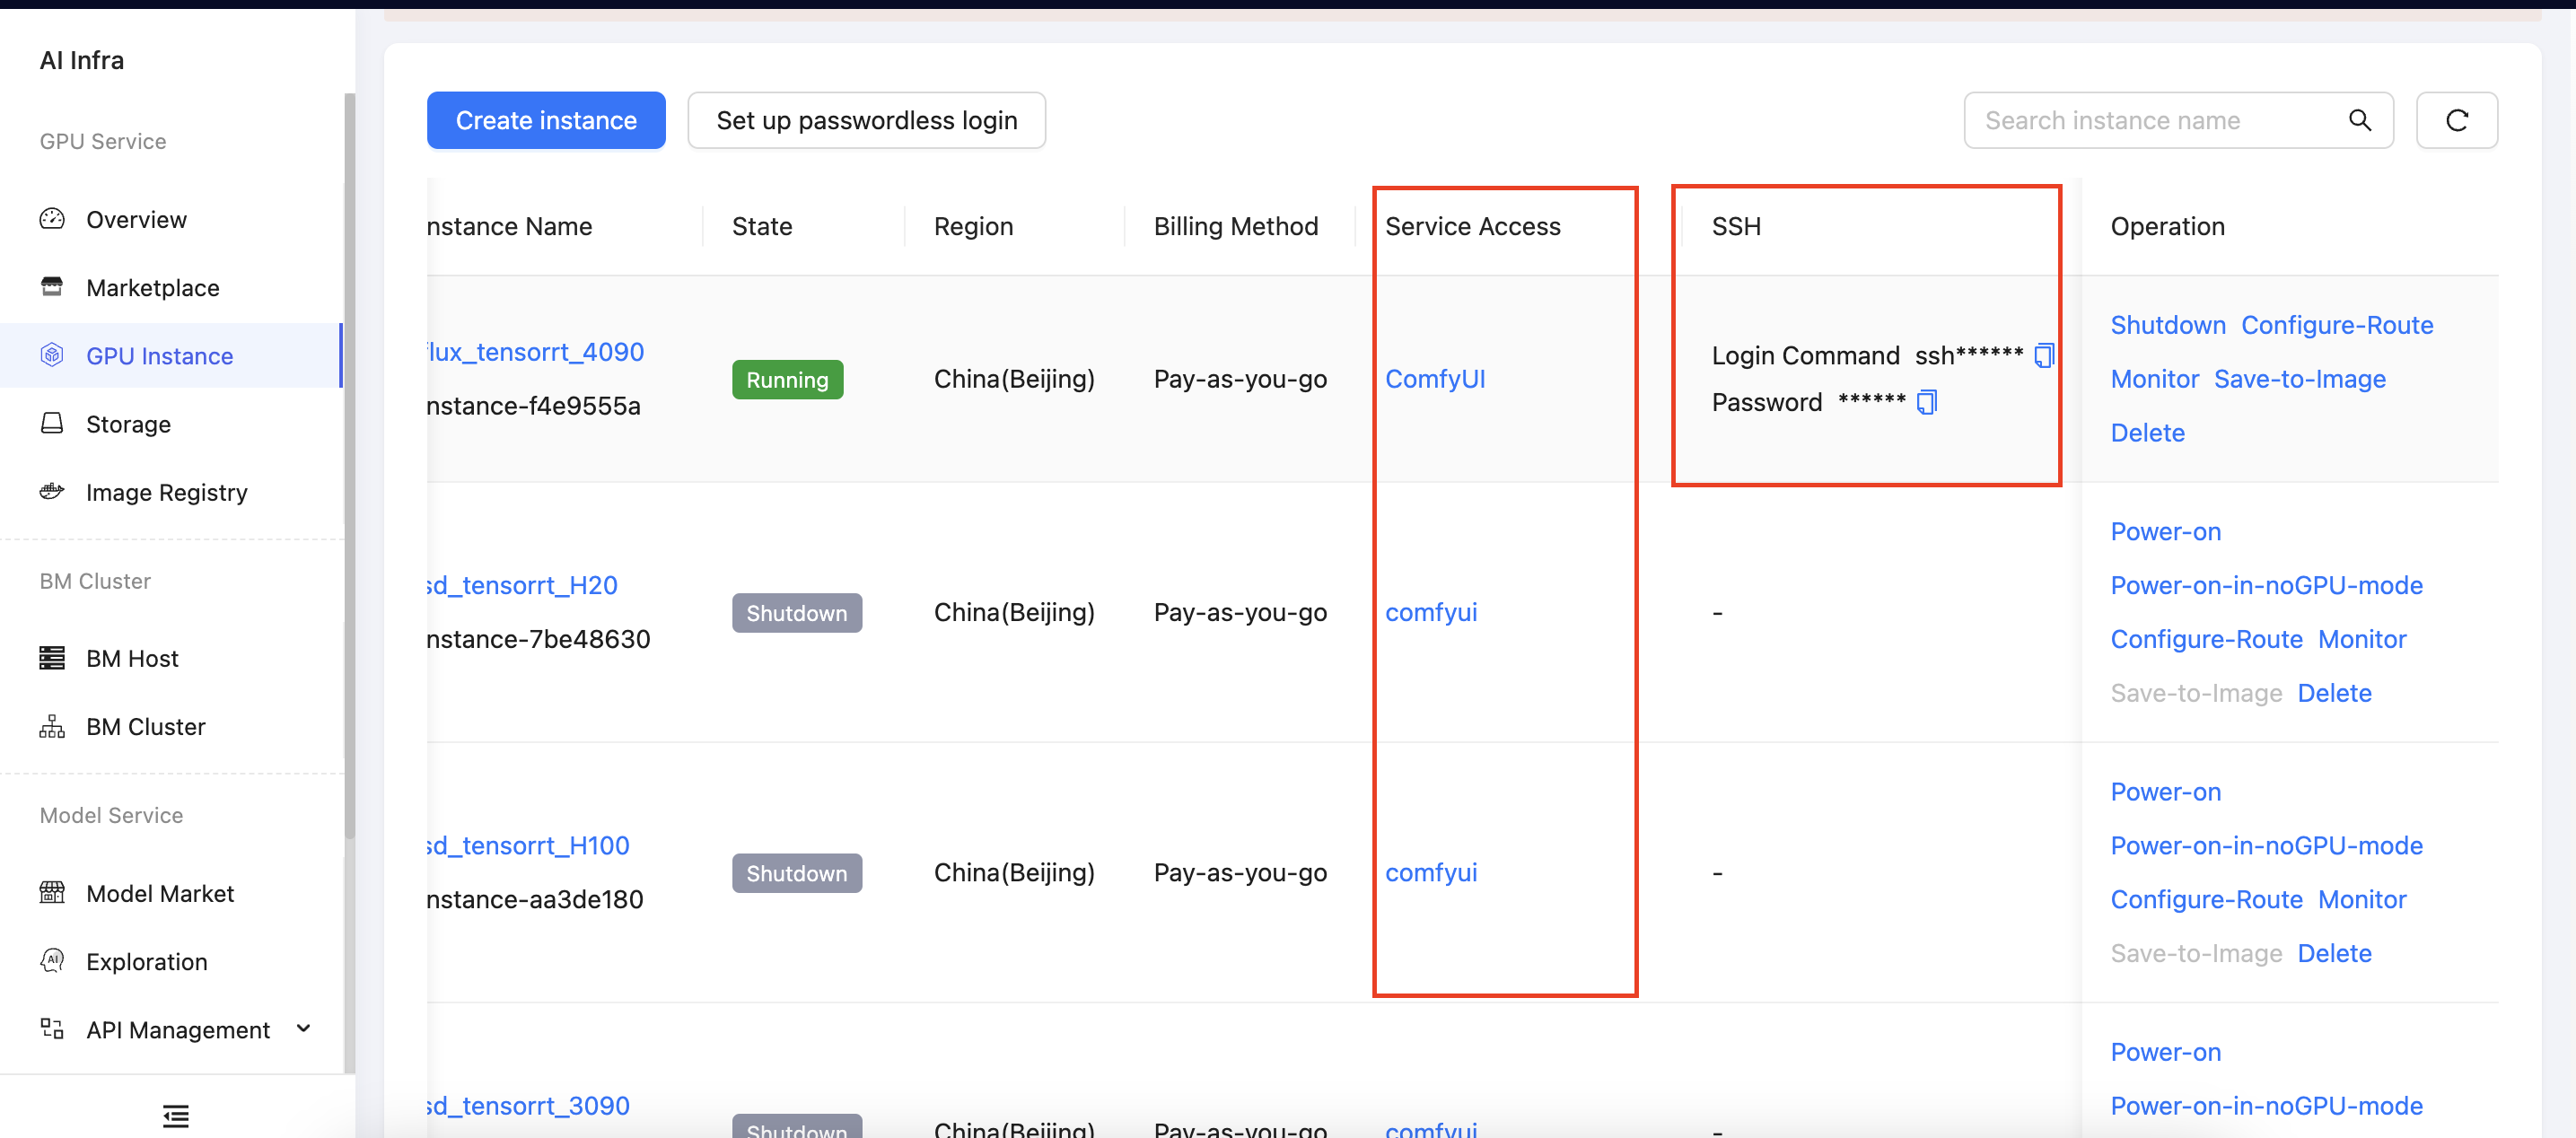 AI Infra
GPU Service
Overview
Marketplace
GPU Instance
Storage
Image Registry
BM Cluster
BM Host
BM Cluster
Model Service
Model Market
Exploration
API Management
Create instance
Set up passwordless login
Search instance name
nstance Name
State
Region
Billing Method
Service Access
SSH
Operation
flux_tensorrt_4090
nstance-f4e9555a
Running
China(Beijing)
Pay-as-you-go
ComfyUI
Login Command ssh******
Password ******
Shutdown Configure-Route
Monitor Save-to-Image
Delete
sd_tensorrt_H20
nstance-7be48630
Shutdown
China(Beijing)
Pay-as-you-go
comfyui
-
Power-on
Power-on-in-noGPU-mode
Configure-Route Monitor
Save-to-Image Delete
sd_tensorrt_H100
nstance-aa3de180
Shutdown
China(Beijing)
Pay-as-you-go
comfyui
-
Power-on
Power-on-in-noGPU-mode
Configure-Route Monitor
Save-to-Image Delete
sd_tensorrt_3090
Shutdown
China(Beijing)
Pay-as-you-go
comfyui
-
Power-on
Power-on-in-noGPU-mode